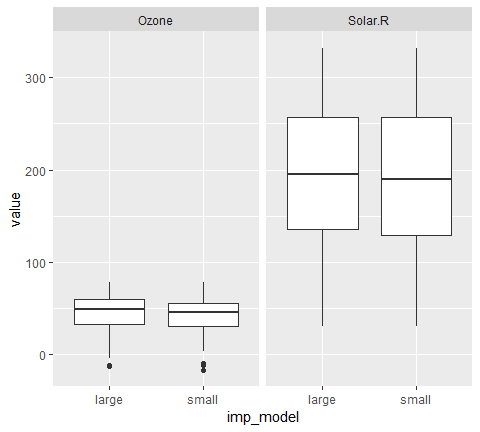 Ozone
Solar.R
value
300
200
100
0
large
small
large
small
imp_model